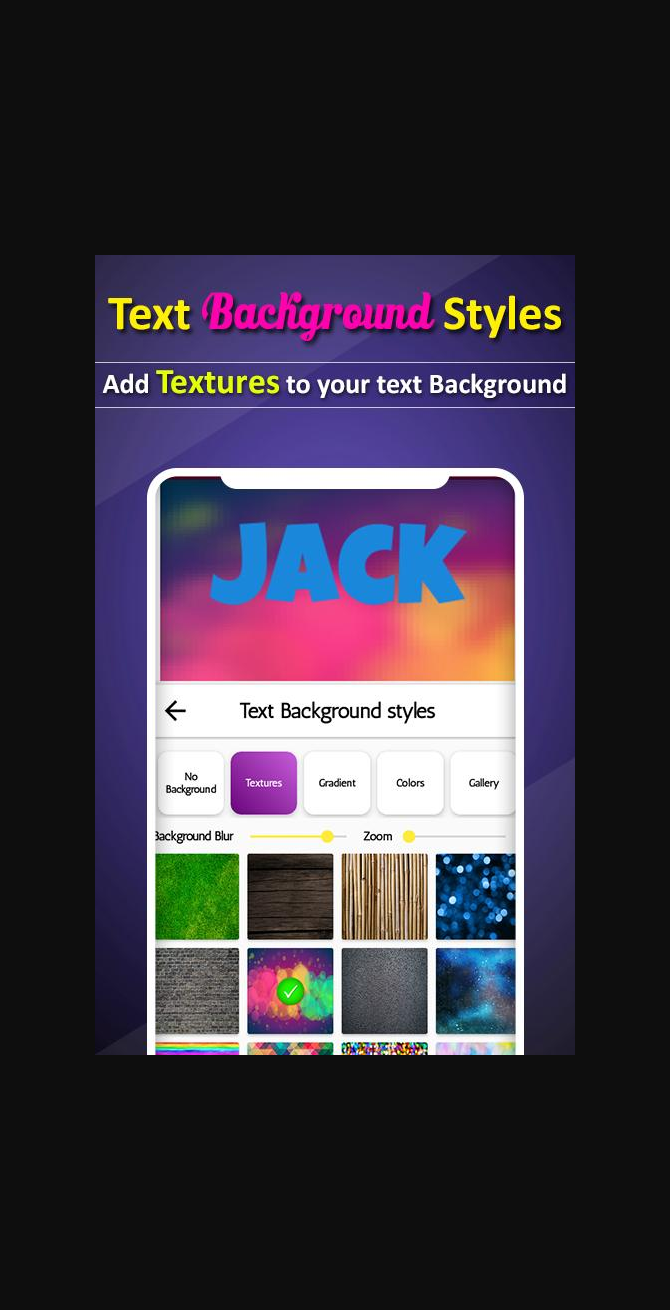 Text Background Styles
Add Textures to your text Background
JACK
Text Background styles
No
Background
Textures
Gradient
Colors
Gallery
Background Blur
Zoom